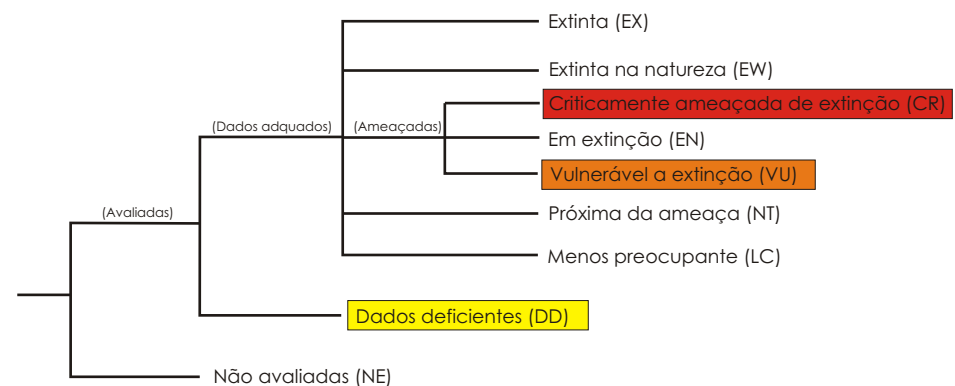 Extinta (EX)
Extinta na natureza (EW)
Criticamente ameaçada de extinção (CR)
(Dados adquados)
(Ameaçadas)
Em extinção (EN)
Vulnerável a extinção (VU)
(Avaliadas)
Próxima da ameaça (NT)
Menos preocupante (LC)
Dados deficientes (DD)
Não avaliadas (NE)